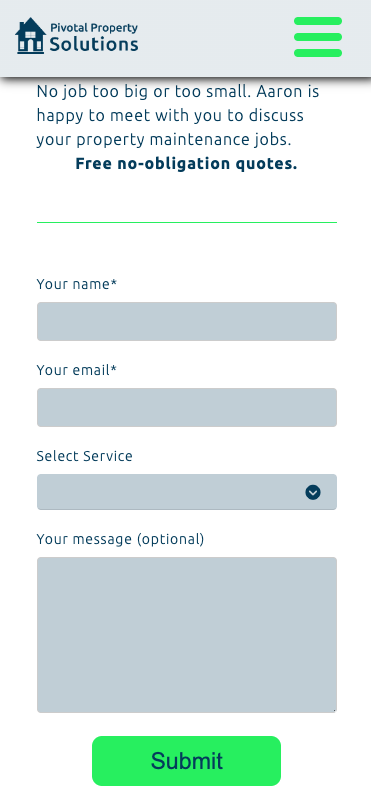 Pivotal Property
Solutions
No job too big or too small. Aaron is
happy to meet with you to discuss
your property maintenance jobs.
Free no-obligation quotes.
Your name*
Your email*
Select Service
Your message (optional)
Submit